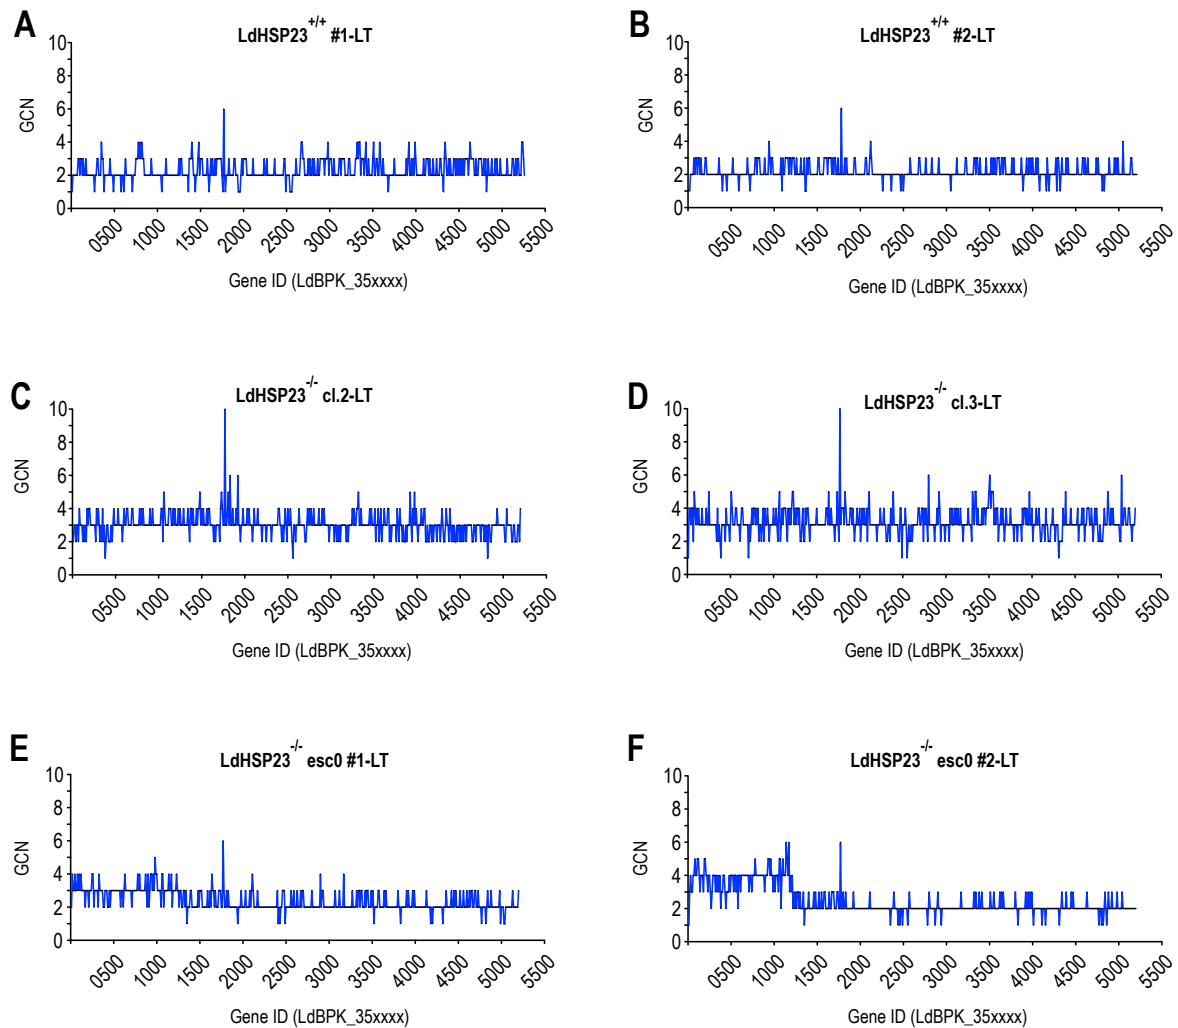 A
LdHSP23+/+ #1-LT
10
8
6
4
2
0
GCN
0500 1000 1500 2000 2500 3000 3500 4000 4500 5000 5500
Gene ID (LdBPK_35xxxx)
B
LdHSP23+/+ #2-LT
10
8
6
4
2
0
GCN
0500 1000 1500 2000 2500 3000 3500 4000 4500 5000 5500
Gene ID (LdBPK_35xxxx)
C
LdHSP23-/- cl.2-LT
10
8
6
4
2
0
GCN
0500 1000 1500 2000 2500 3000 3500 4000 4500 5000 5500
Gene ID (LdBPK_35xxxx)
D
LdHSP23-/- cl.3-LT
10
8
6
4
2
0
GCN
0500 1000 1500 2000 2500 3000 3500 4000 4500 5000 5500
Gene ID (LdBPK_35xxxx)
E
LdHSP23-/- esc0 #1-LT
10
8
6
4
2
0
GCN
0500 1000 1500 2000 2500 3000 3500 4000 4500 5000 5500
Gene ID (LdBPK_35xxxx)
F
LdHSP23-/- esc0 #2-LT
10
8
6
4
2
0
GCN
0500 1000 1500 2000 2500 3000 3500 4000 4500 5000 5500
Gene ID (LdBPK_35xxxx)